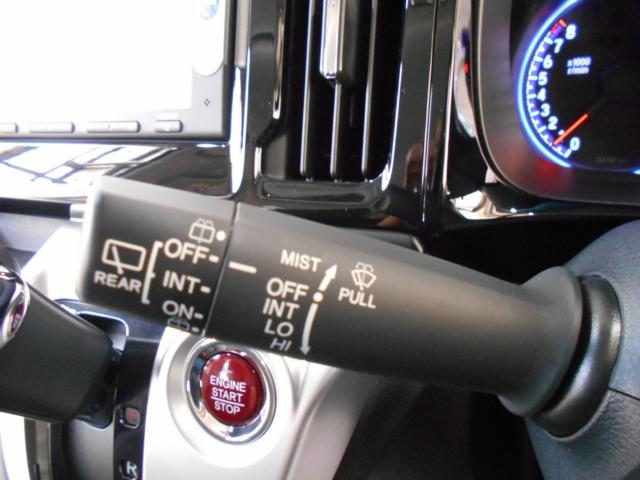 8
7
6
5
4
3
2
1
0
x1000
r/min
OFF-
REAR
INT-
ON-
MIST
OFF
INT
LO
HI
PULL
ENGINE
START
STOP
R